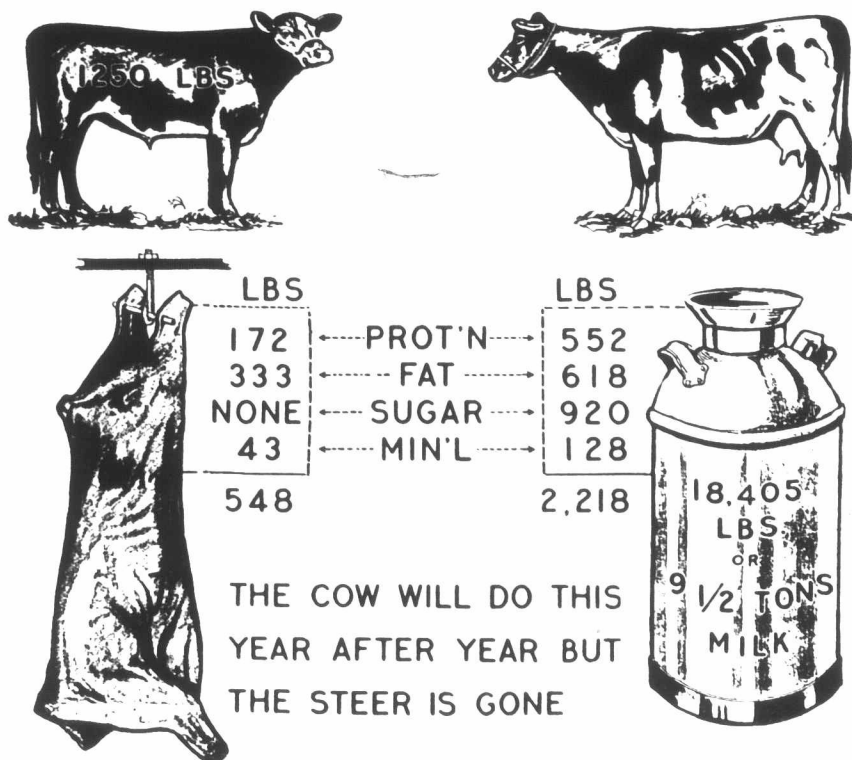 1250 LBS
LBS LBS
172 PROT'N 552
333 FAT 618
NONE SUGAR 920
43 MIN'L 128
548 2,218
18,405
LBS
OR
9 1/2 TONS
MILK
THE COW WILL DO THIS
YEAR AFTER YEAR BUT
THE STEER IS GONE